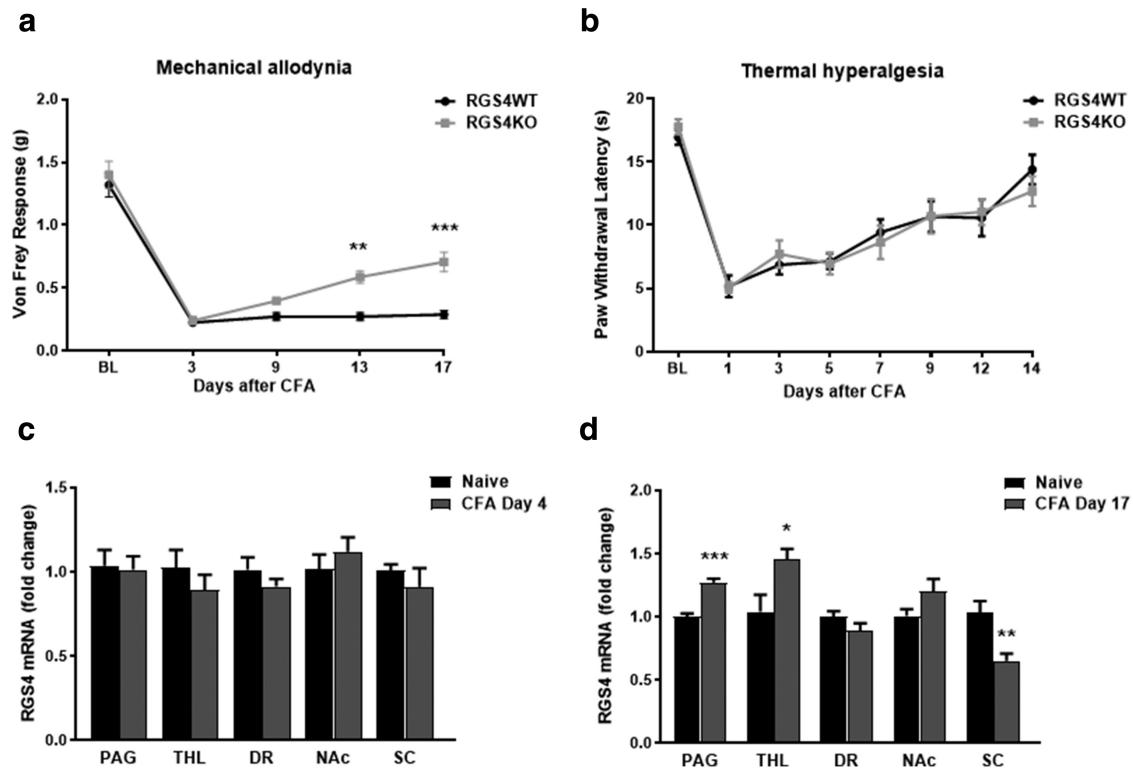 a
Mechanical allodynia
RGS4WT
RGS4KO
Von Frey Response (g)
2.0
1.5
1.0
0.5
0.0
**
***
BL 3 9 13 17
Days after CFA
b
Thermal hyperalgesia
RGS4WT
RGS4KO
Paw Withdrawal Latency (s)
20
15
10
5
0
BL 1 3 5 7 9 12 14
Days after CFA
c
Naive
CFA Day 4
RGS4 mRNA (fold change)
1.5
1.0
0.5
0.0
PAG THL DR NAc SC
d
Naive
CFA Day 17
RGS4 mRNA (fold change)
2.0
1.5
1.0
0.5
0.0
***
*
**
PAG THL DR NAc SC